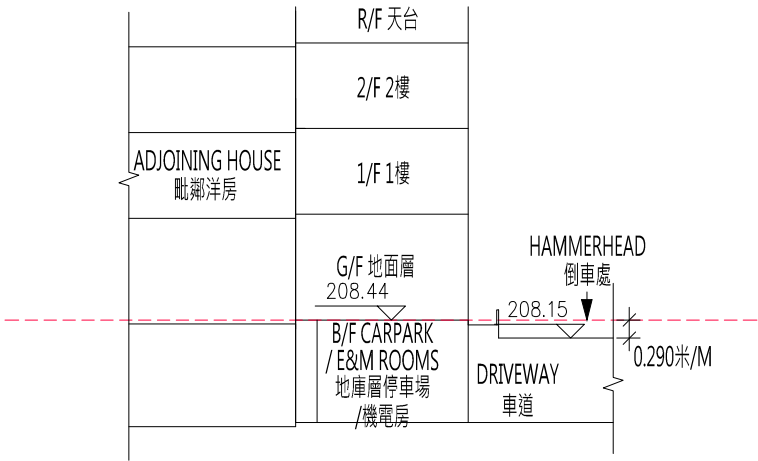 R/F 天台
2/F 2樓
ADJOINING HOUSE
毗鄰洋房
1/F 1樓
G/F 地面層
208.44
HAMMERHEAD
倒車處
208.15
0.290米/M
B/F CARPARK
/ E&M ROOMS
地庫層停車場
/機電房
DRIVEWAY
車道